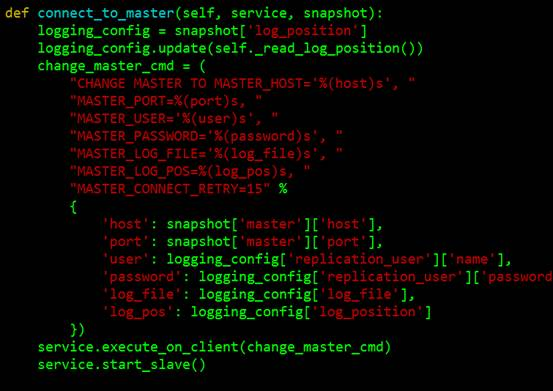 def connect_to_master(self, service, snapshot):
    logging_config = snapshot['log_position']
    logging_config.update(self._read_log_position())
    change_master_cmd = (
        "CHANGE MASTER TO MASTER_HOST='%(host)s', "
        "MASTER_PORT=%(port)s, "
        "MASTER_USER='%(user)s', "
        "MASTER_PASSWORD='%(password)s', "
        "MASTER_LOG_FILE='%(log_file)s', "
        "MASTER_LOG_POS=%(log_pos)s, "
        "MASTER_CONNECT_RETRY=15" %
        {
            'host': snapshot['master']['host'],
            'port': snapshot['master']['port'],
            'user': logging_config['replication_user']['name'],
            'password': logging_config['replication_user']['password
            'log_file': logging_config['log_file'],
            'log_pos': logging_config['log_position']
        })
    service.execute_on_client(change_master_cmd)
    service.start_slave()